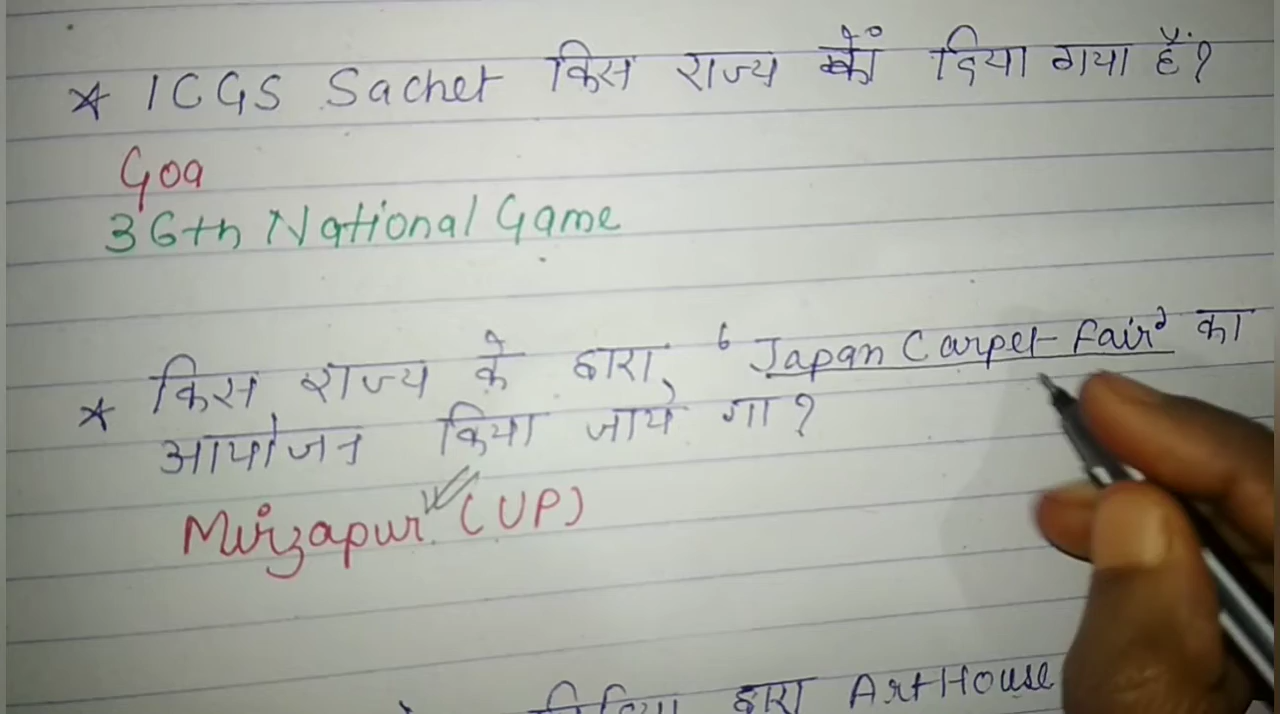 * ICGS Sachet किस राज्य को दिया गया हैं?
Goa
36th National Game
* किस राज्य के द्वारा, ‘Japan Carpet Fair’ का
आयोजन किया जाये गा?
Mirzapur (UP)
द्वारा ArtHouse